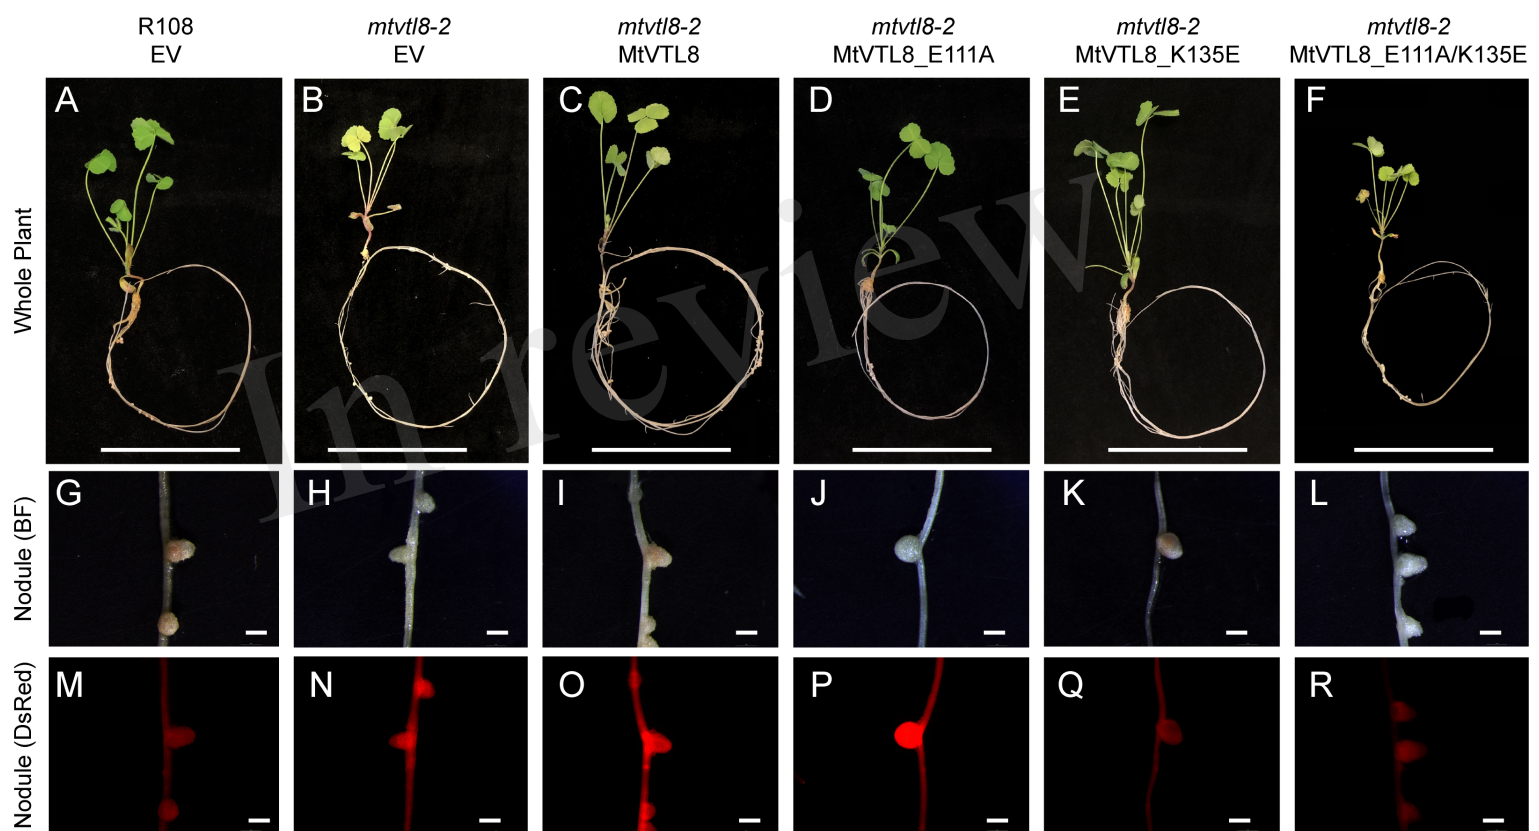 R108 mtvtl8-2 mtvtl8-2 mtvtl8-2 mtvtl8-2 mtvtl8-2
EV EV MtVTL8 MtVTL8_E111A MtVTL8_K135E MtVTL8_E111A/K135E
Whole Plant
A B C D E F
In review
Nodule (BF)
G H I J K L
Nodule (DsRed)
M N O P Q R